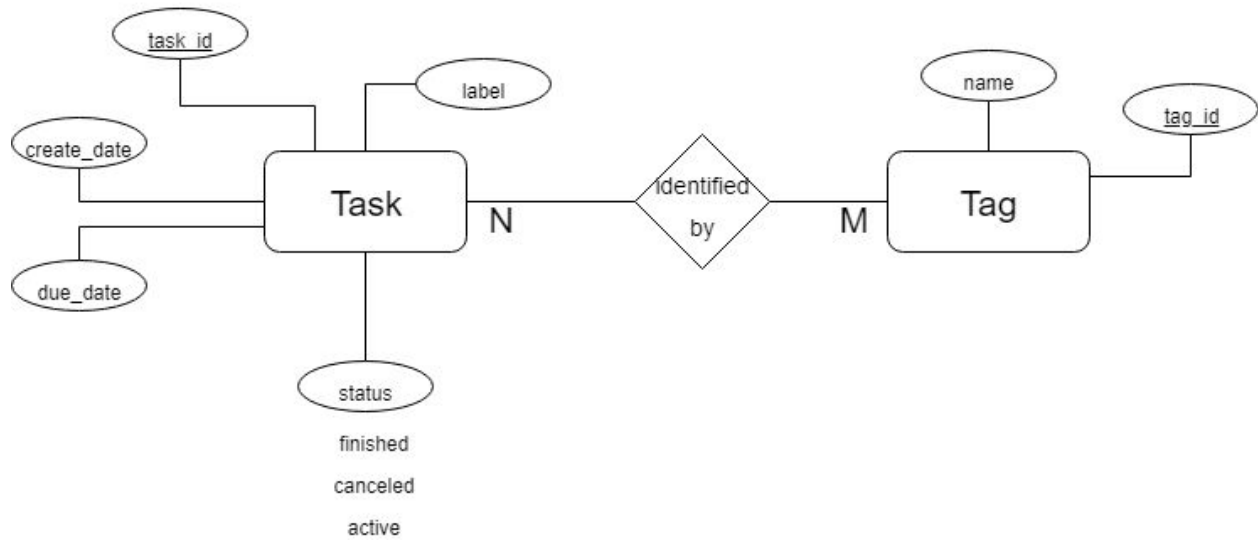 task_id
label
name
tag_id
create_date
Task
N
identified
by
M
Tag
due_date
status
finished
canceled
active